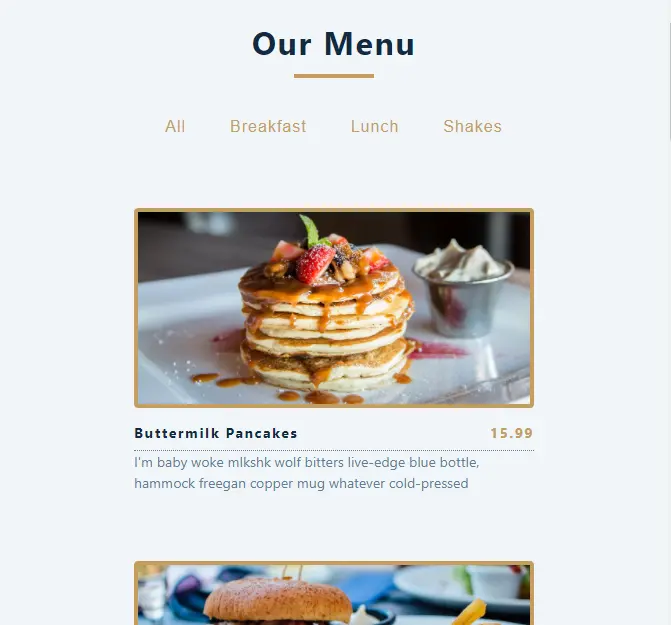 Our Menu
All Breakfast Lunch Shakes
Buttermilk Pancakes 15.99
I'm baby woke mlkshk wolf bitters live-edge blue bottle,
hammock freegan copper mug whatever cold-pressed